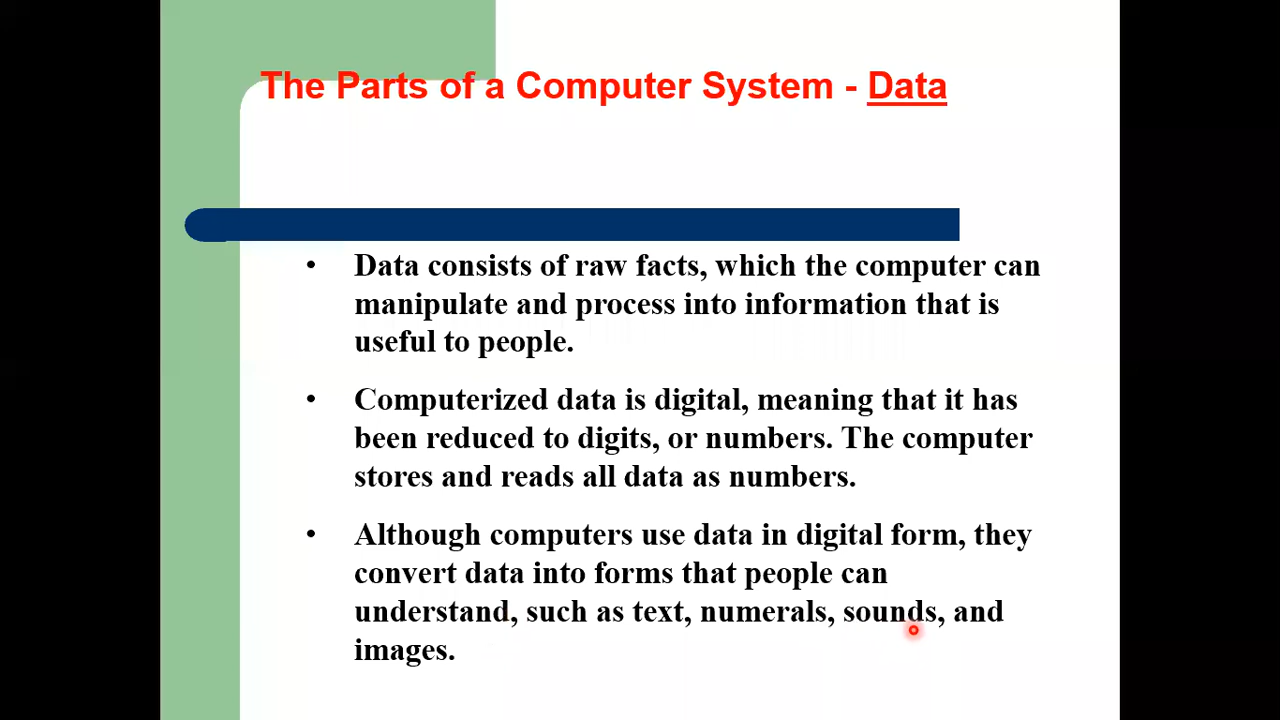 The Parts of a Computer System - Data
• Data consists of raw facts, which the computer can
manipulate and process into information that is
useful to people.
• Computerized data is digital, meaning that it has
been reduced to digits, or numbers. The computer
stores and reads all data as numbers.
• Although computers use data in digital form, they
convert data into forms that people can
understand, such as text, numerals, sounds, and
images.